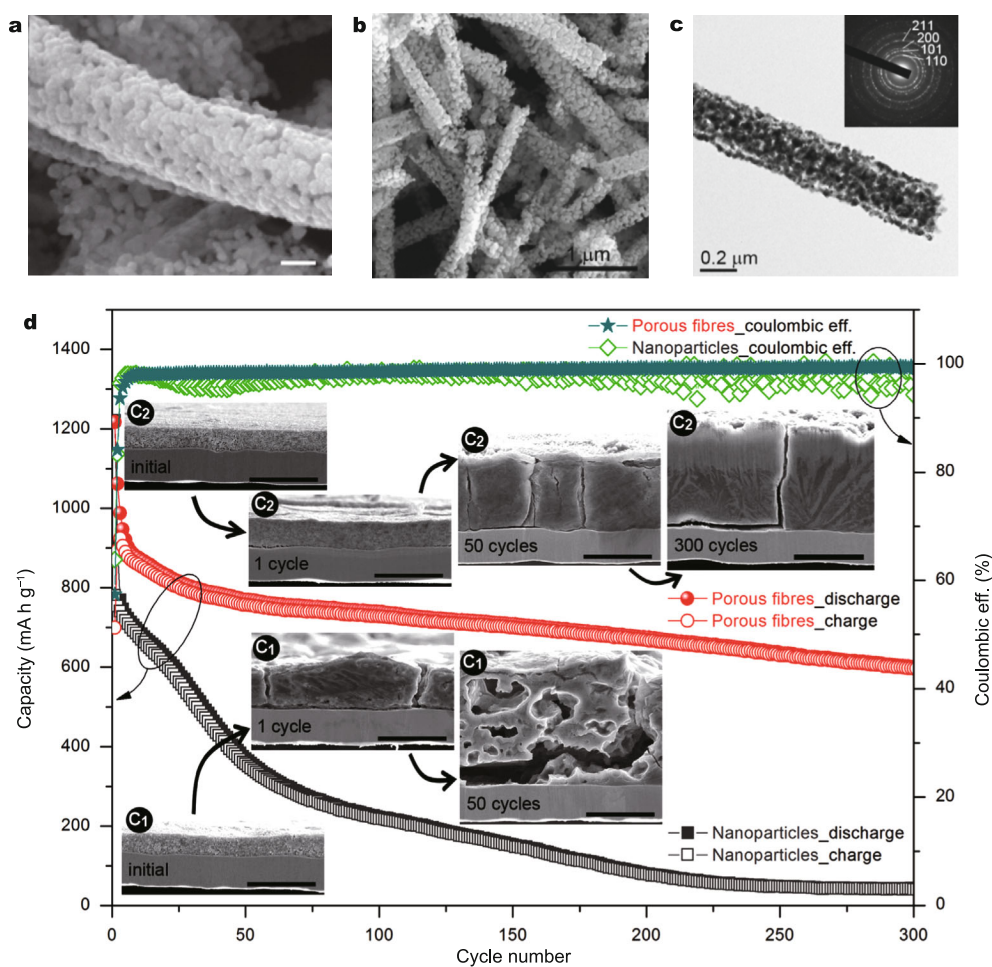 a
b
c
211
200
101
110
1 μm
0.2 μm
d
1400
1200
1000
800
600
400
200
0
Capacity (mA h g⁻¹)
0
50
100
150
200
250
300
Cycle number
100
80
60
40
20
0
Coulombic eff. (%)
Porous fibres_coulombic eff.
Nanoparticles_coulombic eff.
C2
initial
C2
1 cycle
C2
50 cycles
C2
300 cycles
Porous fibres_discharge
Porous fibres_charge
C1
1 cycle
C1
50 cycles
C1
initial
Nanoparticles_discharge
Nanoparticles_charge